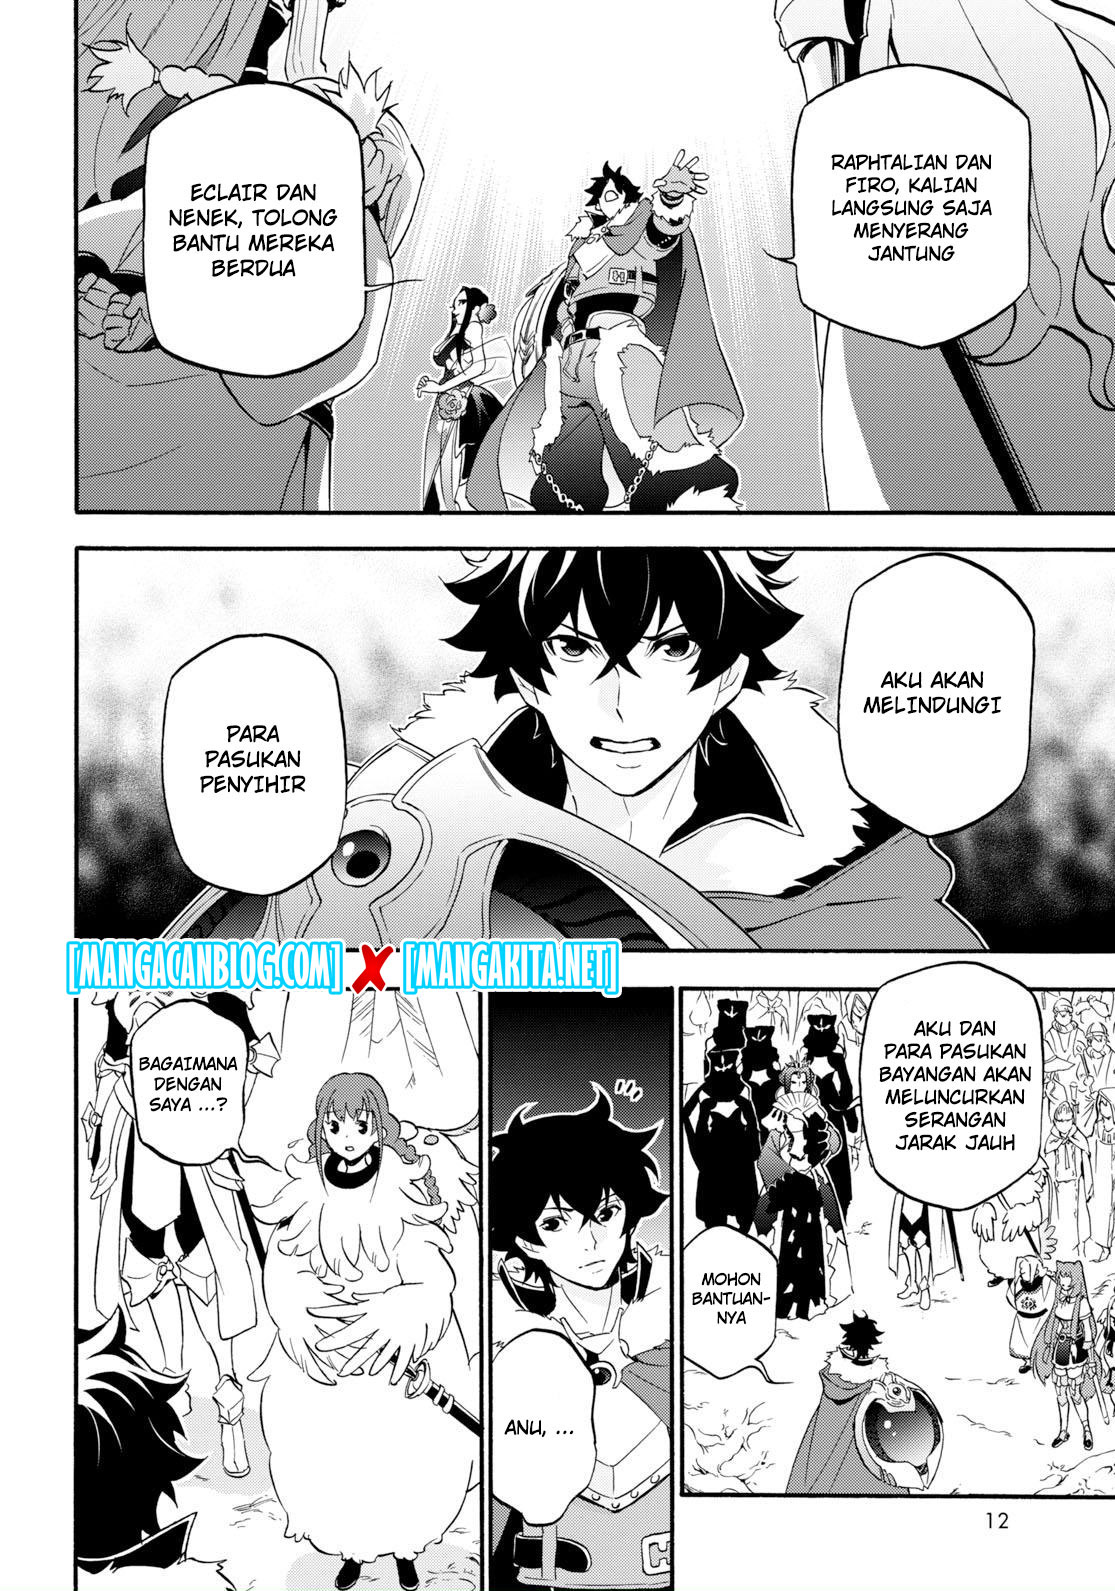 RAPHTALIAN DAN
FIRO, KALIAN
LANGSUNG SAJA
MENYERANG
JANTUNG
ECLAIR DAN
NENEK, TOLONG
BANTU MEREKA
BERDUA
AKU AKAN
MELINDUNGI
PARA
PASUKAN
PENYIHIR
[MANGACANBLOG.COM] X [MANGAKITA.NET]
AKU DAN
PARA PASUKAN
BAYANGAN AKAN
MELUNCURKAN
SERANGAN
JARAK JAUH
MOHON
BANTUAN-
NYA
ANU, ...
BAGAIMANA
DENGAN
SAYA ...?
12